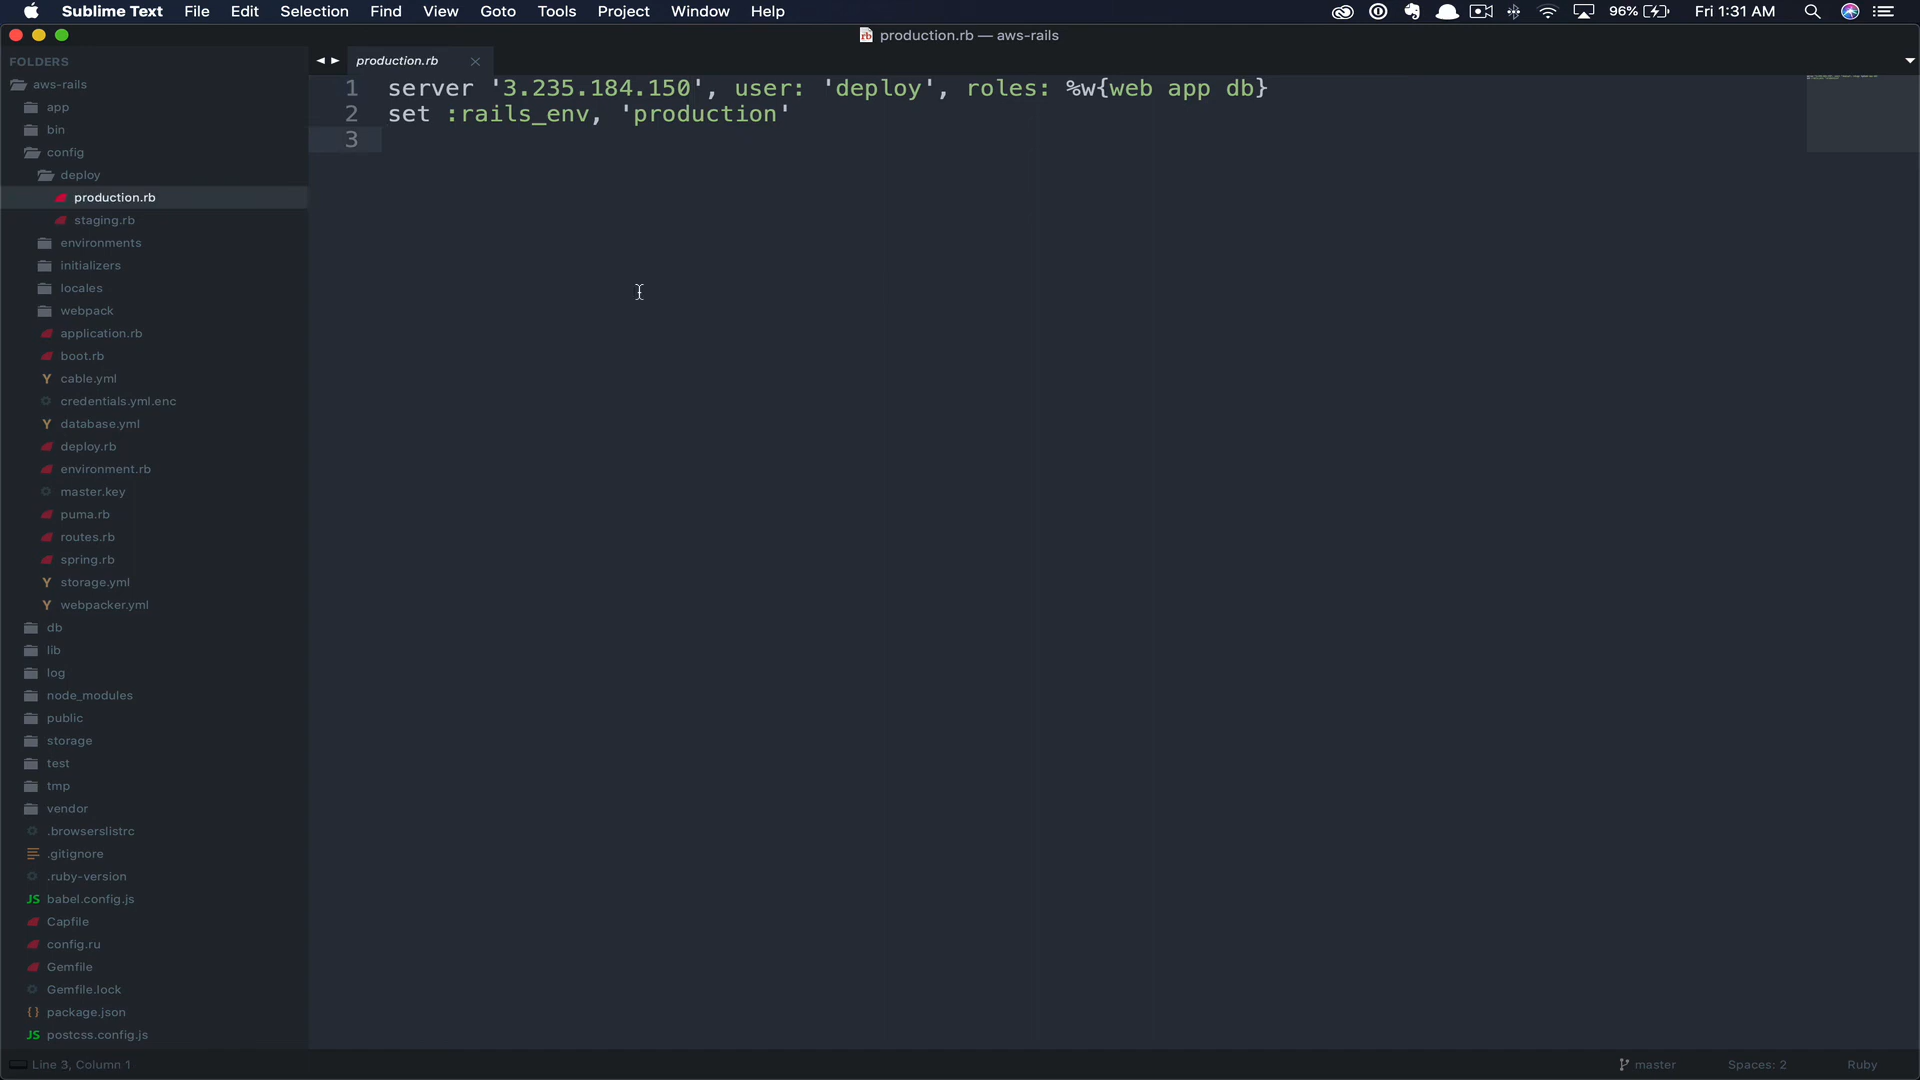 Sublime Text File Edit Selection Find View Goto Tools Project Window Help 96% Fri 1:31 AM
production.rb — aws-rails
FOLDERS
aws-rails
app
bin
config
deploy
production.rb
staging.rb
environments
initializers
locales
webpack
application.rb
boot.rb
cable.yml
credentials.yml.enc
database.yml
deploy.rb
environment.rb
master.key
puma.rb
routes.rb
spring.rb
storage.yml
webpacker.yml
db
lib
log
node_modules
public
storage
test
tmp
vendor
.browserslistrc
.gitignore
.ruby-version
babel.config.js
Capfile
config.ru
Gemfile
Gemfile.lock
package.json
postcss.config.js
production.rb
1 server '3.235.184.150', user: 'deploy', roles: %w{web app db}
2 set :rails_env, 'production'
3
Line 3, Column 1 master Spaces: 2 Ruby